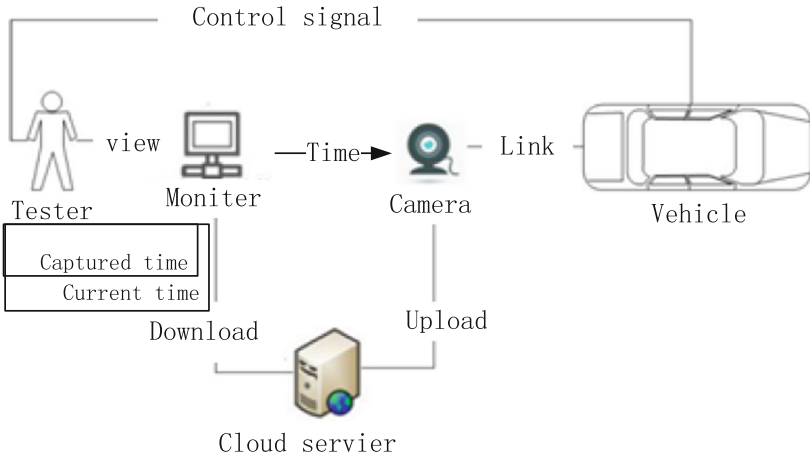 Control signal
view
Time
Link
Moniter
Camera
Tester
Vehicle
Captured time
Current time
Download
Upload
Cloud servier